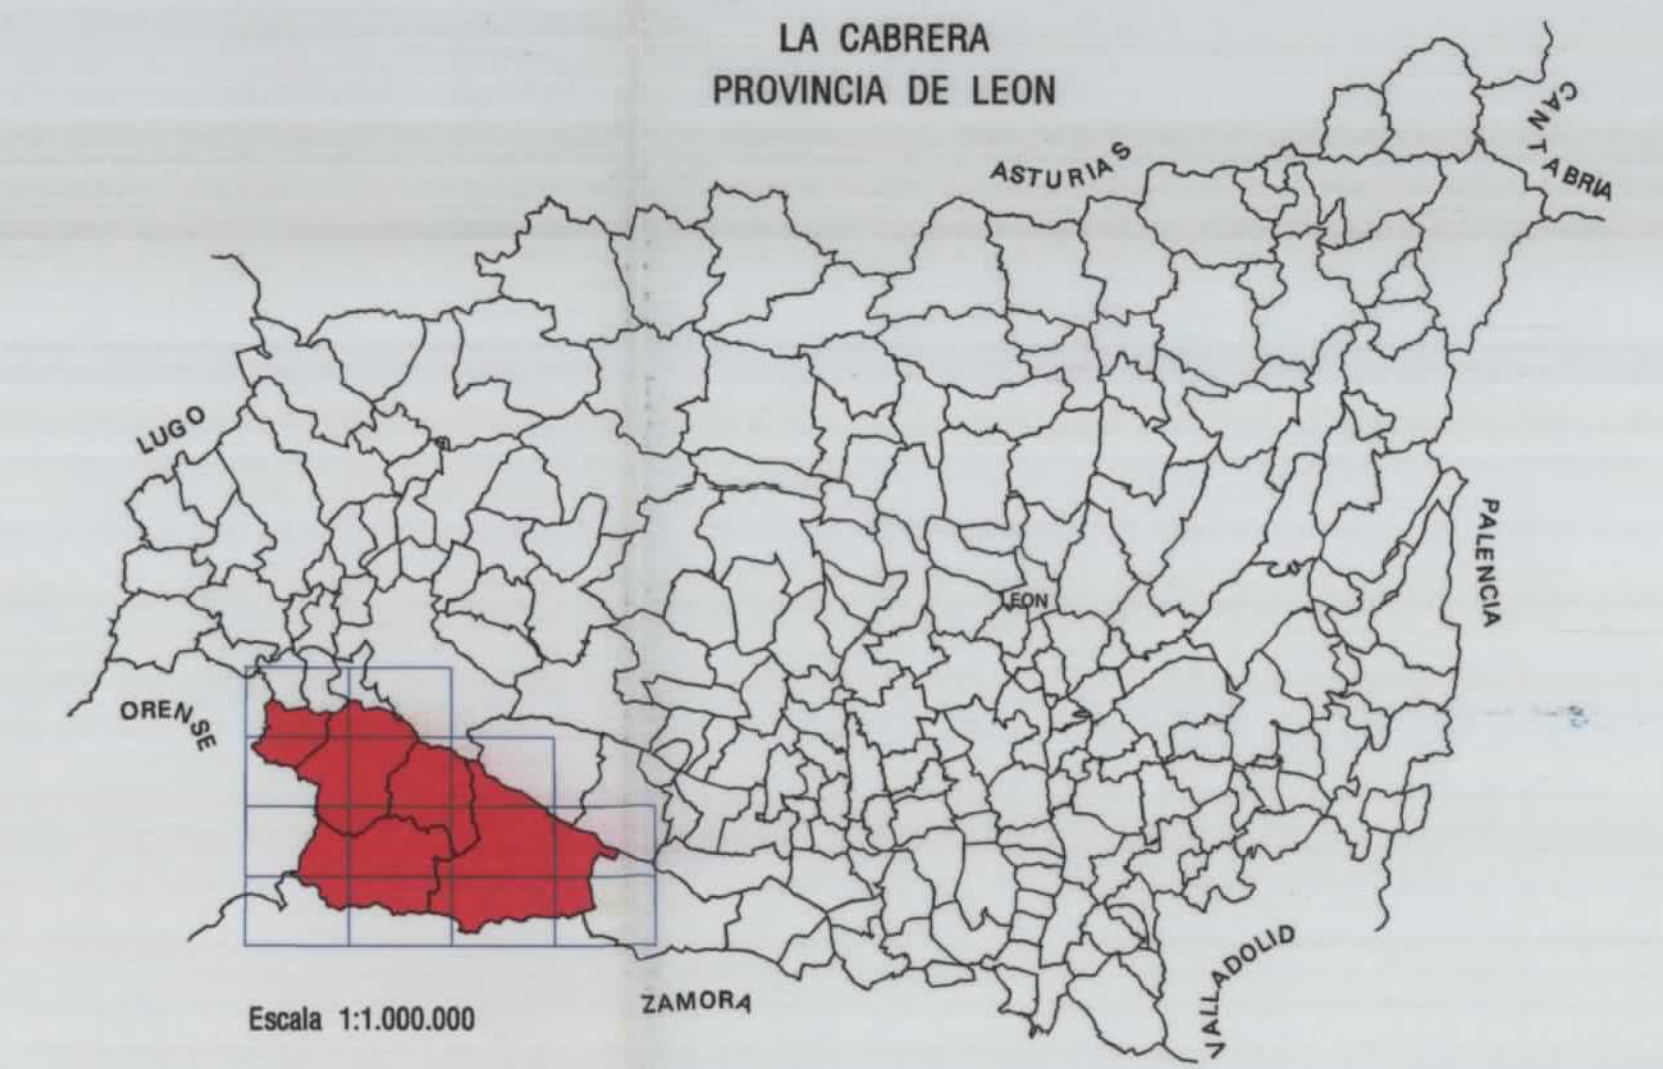 LA CABRERA
PROVINCIA DE LEON
CANTABRIA
ASTURIAS
LUGO
PALENCIA
LEON
ORENSE
VALLADOLID
ZAMORA
Escala 1:1.000.000